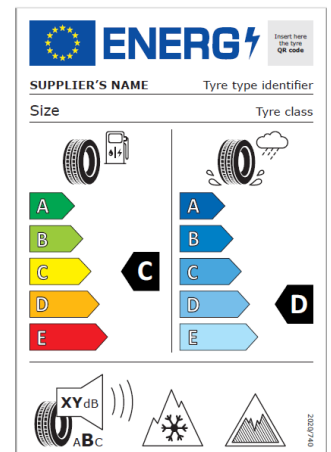 ENERG
Insert here
the tyre
QR code
SUPPLIER'S NAME Tyre type identifier
Size Tyre class
A A
B B
C C C
D D D
E E
XY dB
ABC
2020/740